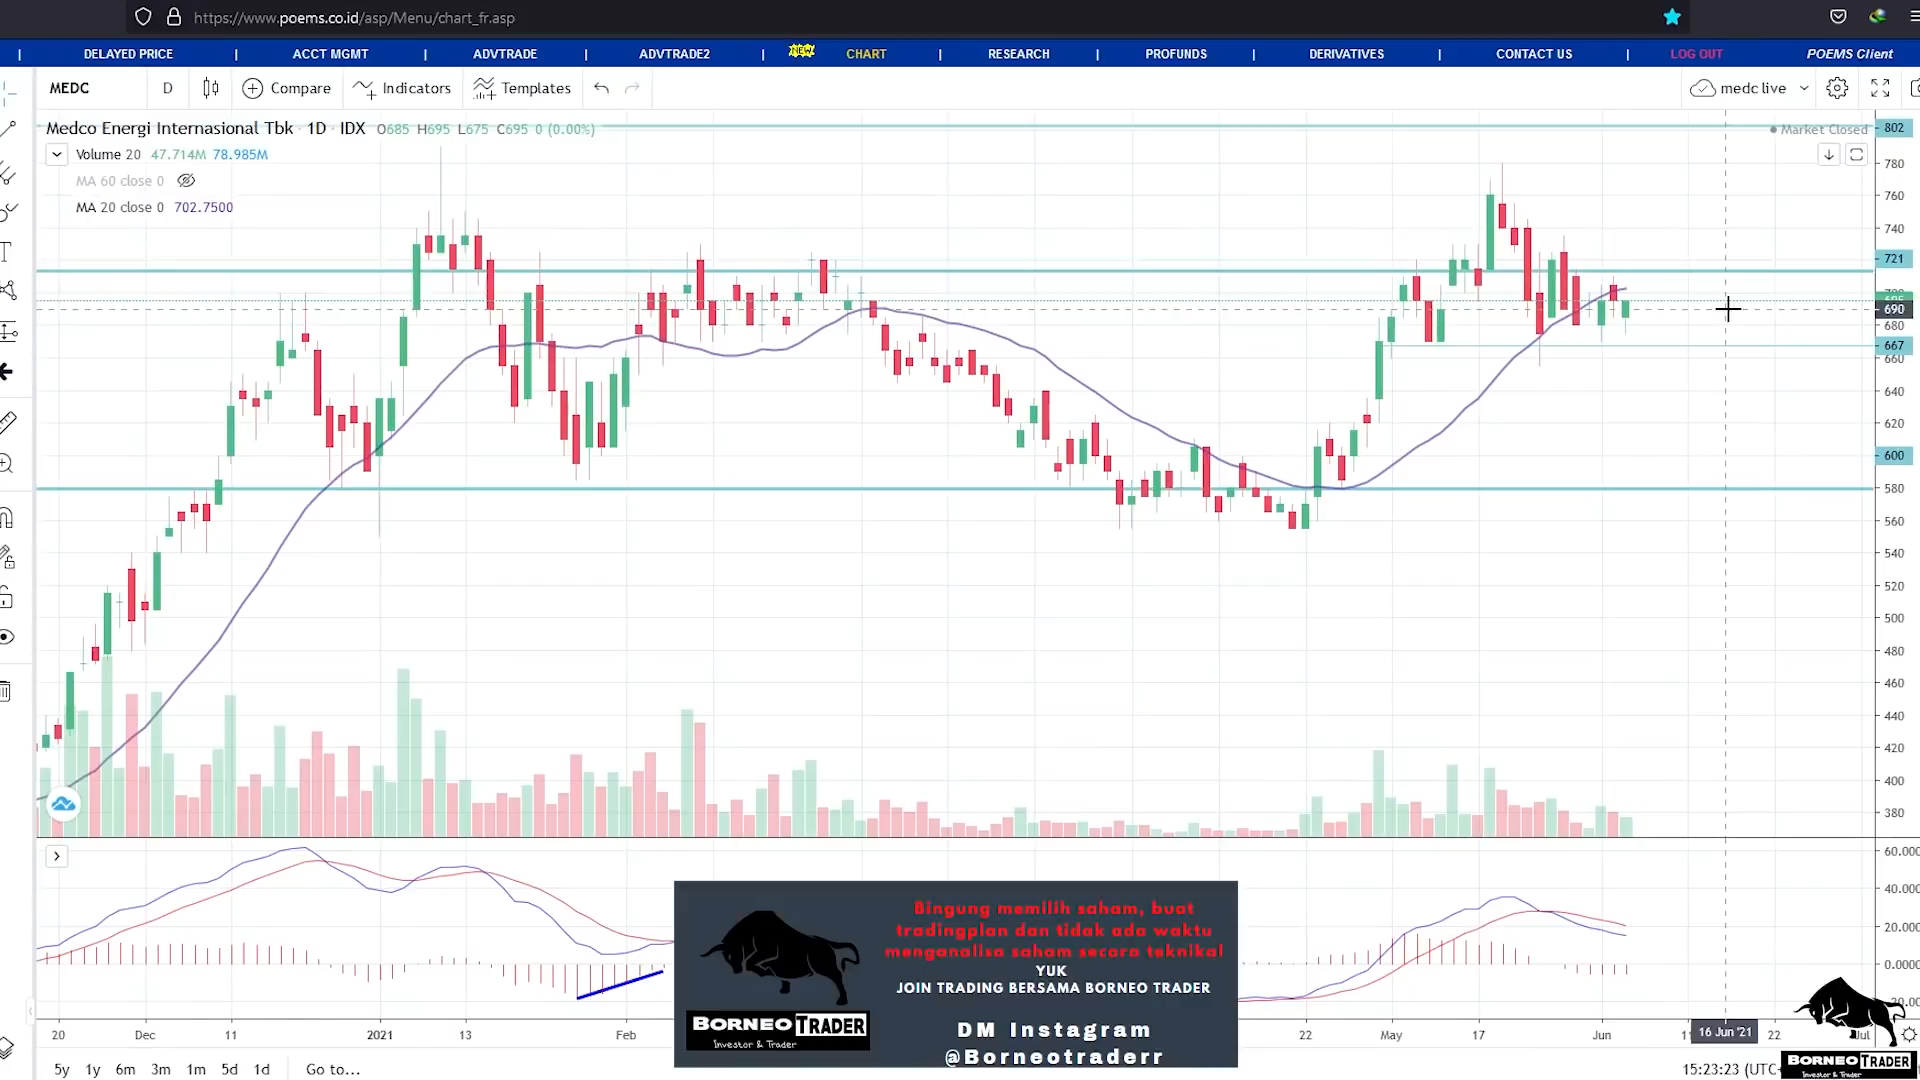 https://www.poems.co.id/asp/Menu/chart_fr.asp
| DELAYED PRICE | ACCT MGMT | ADVTRADE | ADVTRADE2 | NEW CHART | RESEARCH | PROFUNDS | DERIVATIVES | CONTACT US | LOG OUT POEMS Client
MEDC D Compare Indicators Templates medc live
Medco Energi Internasional Tbk · 1D · IDX O685 H695 L675 C695 0 (0.00%)
Market Closed
Volume 20 47.714M 78.985M
MA 60 close 0
MA 20 close 0 702.7500
802
780
760
740
721
690
680
667
660
640
620
600
580
560
540
520
500
480
460
440
420
400
380
60.000
40.000
20.000
0.0000
Bingung memilih saham, buat
tradingplan dan tidak ada waktu
menganalisa saham secara teknikal
YUK
JOIN TRADING BERSAMA BORNEO TRADER
DM Instagram
@Borneotraderr
BORNEO TRADER
Investor & Trader
20 Dec 11 2021 13 Feb 22 May 17 Jun 16 Jun '21 22 Jul
5y 1y 6m 3m 1m 5d 1d Go to...
15:23:23 (UTC
BORNEO TRADER
Investor & Trader